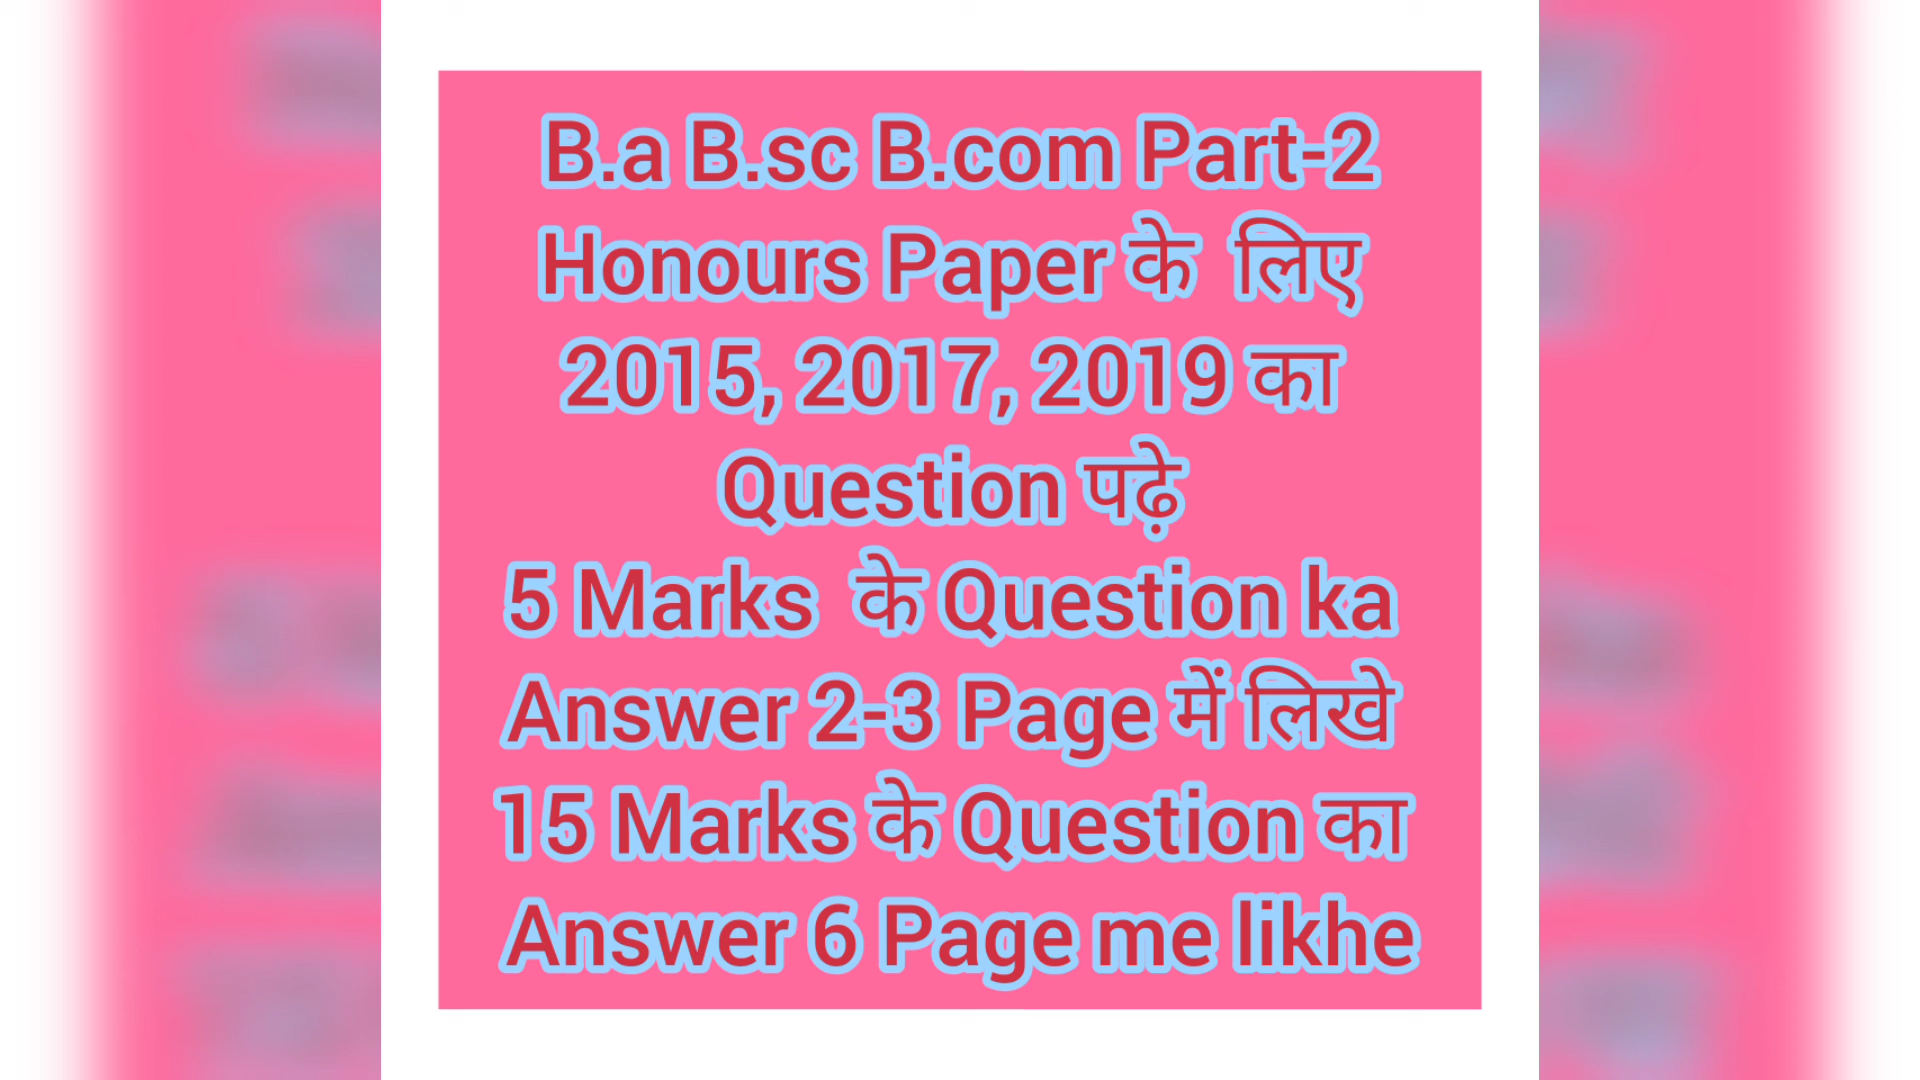 B.a B.sc B.com Part-2
Honours Paper के लिए
2015, 2017, 2019 का
Question पढ़े
5 Marks के Question ka
Answer 2-3 Page में लिखे
15 Marks के Question का
Answer 6 Page me likhe